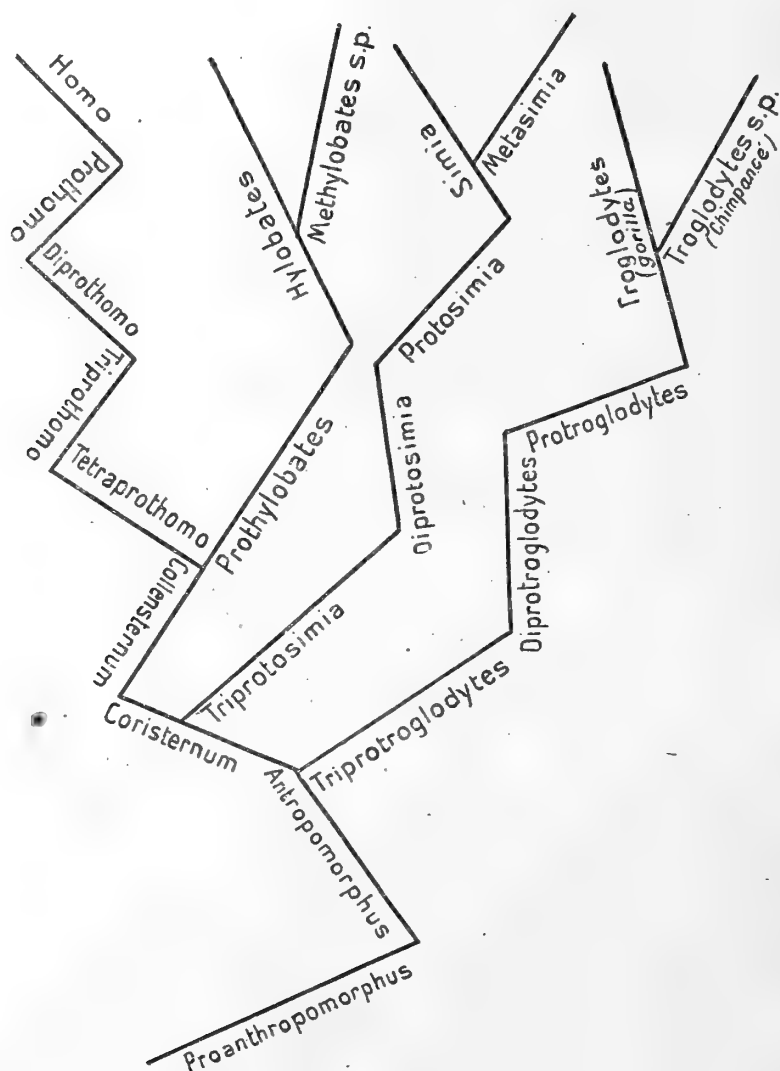 Homo
Prothomo
Diprothomo
Triprothomo
Tetraprothomo
Collensternum
Coristernum
Antropomorphus
Proanthropomorphus
Hylobates
Methylobates s.p.
Prothylobates
Simia
Metasimia
Protosimia
Diprotosimia
Triprotosimia
Troglodytes
(gorilla)
Troglodytes s.p.
(Chimpancé)
Protroglodytes
Diprotroglodytes
Triprotroglodytes